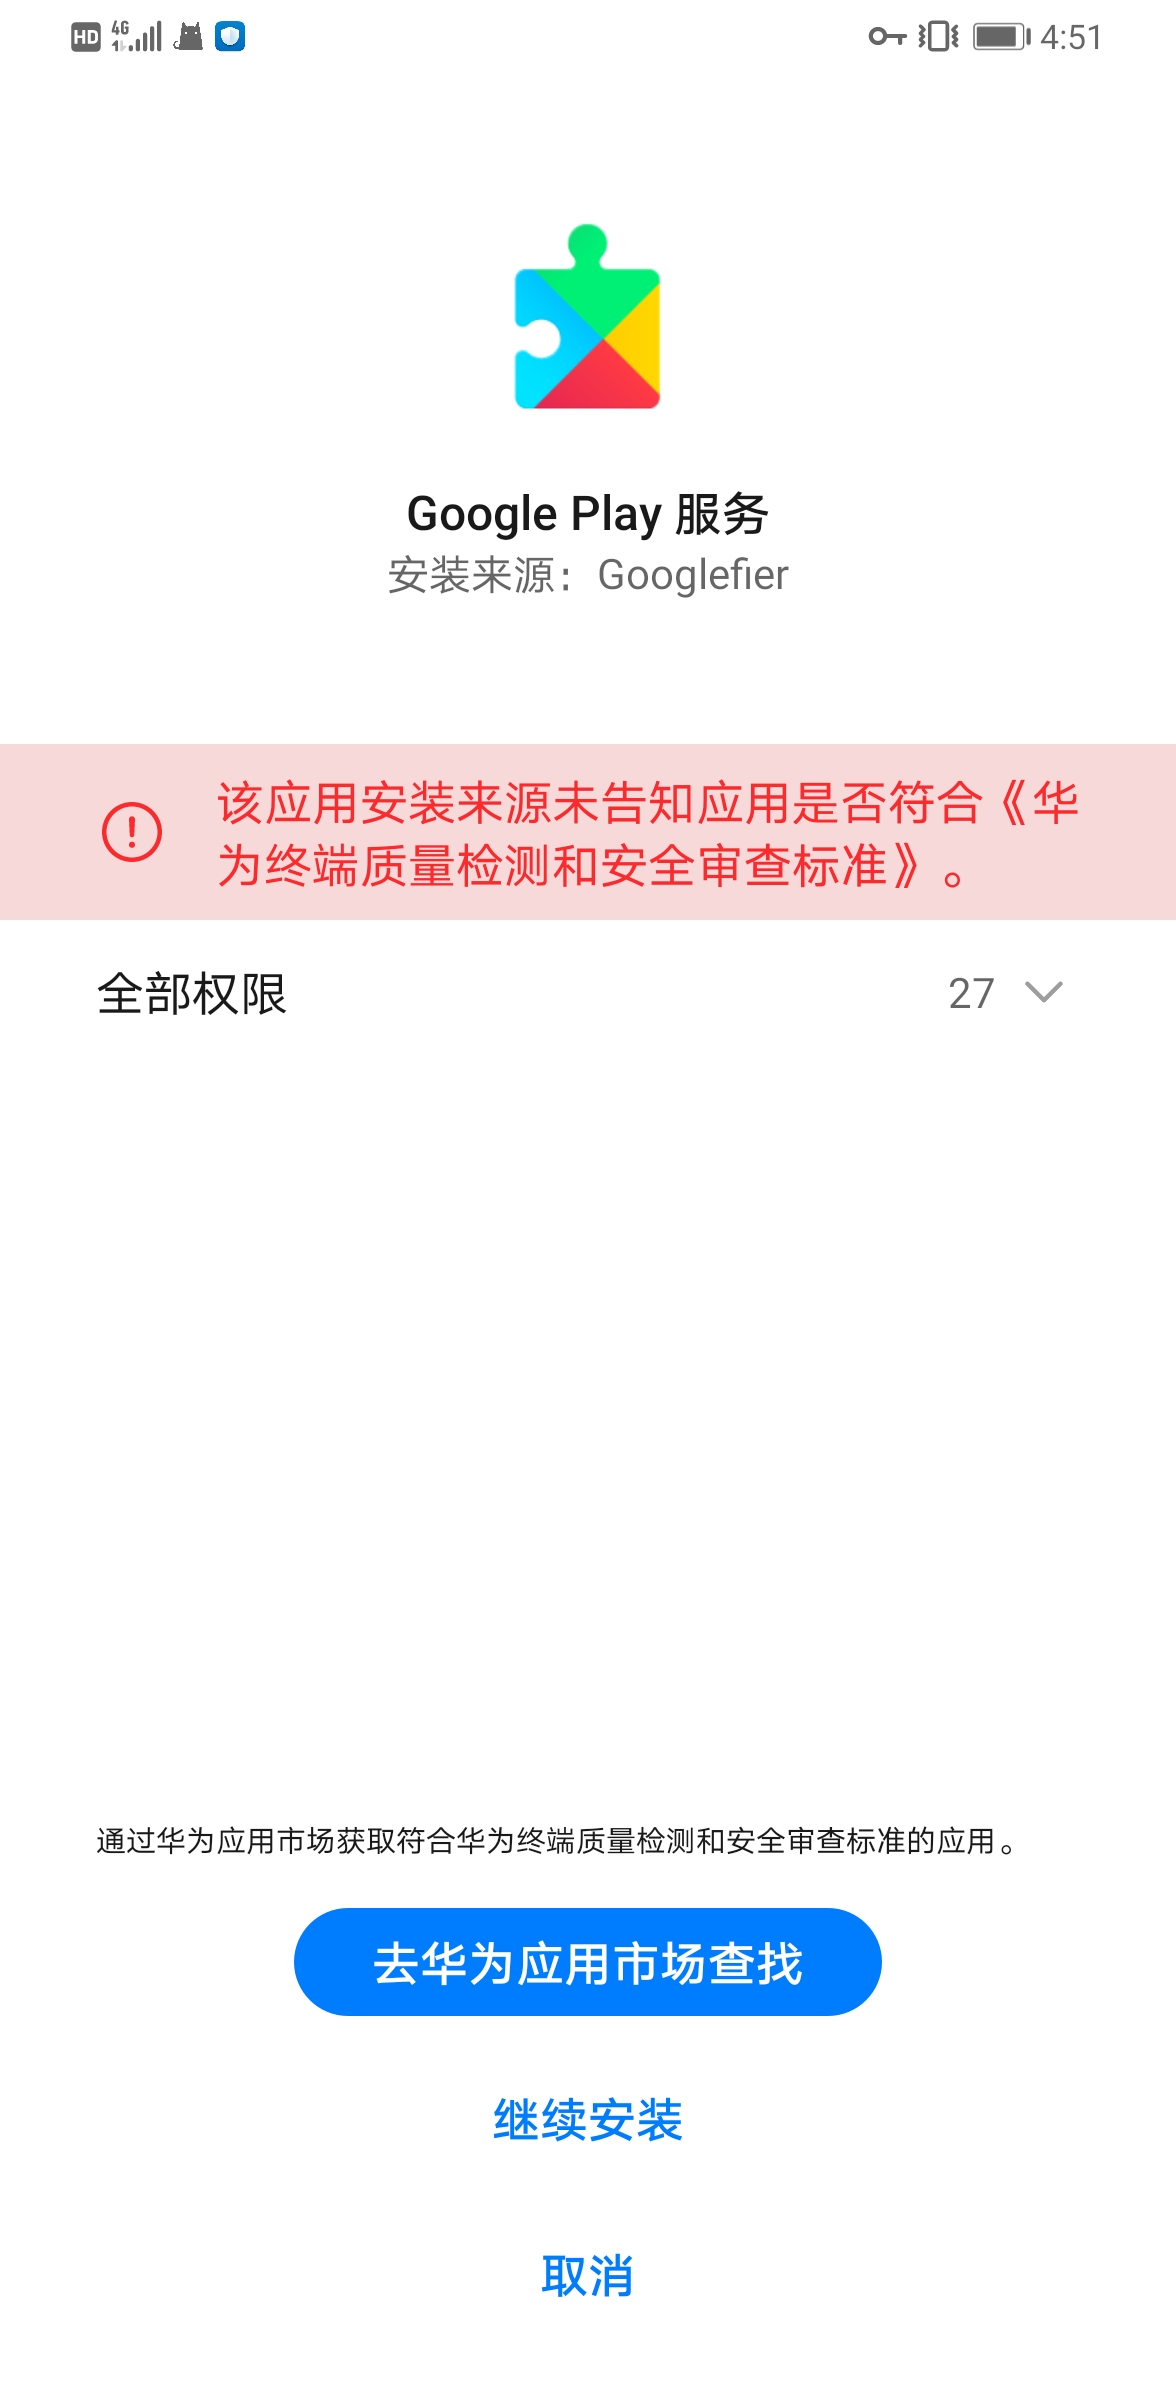 HD 4G 4:51
Google Play 服务
安装来源：Googlefier
该应用安装来源未告知应用是否符合《华
为终端质量检测和安全审查标准》。
全部权限 27
通过华为应用市场获取符合华为终端质量检测和安全审查标准的应用。
去华为应用市场查找
继续安装
取消